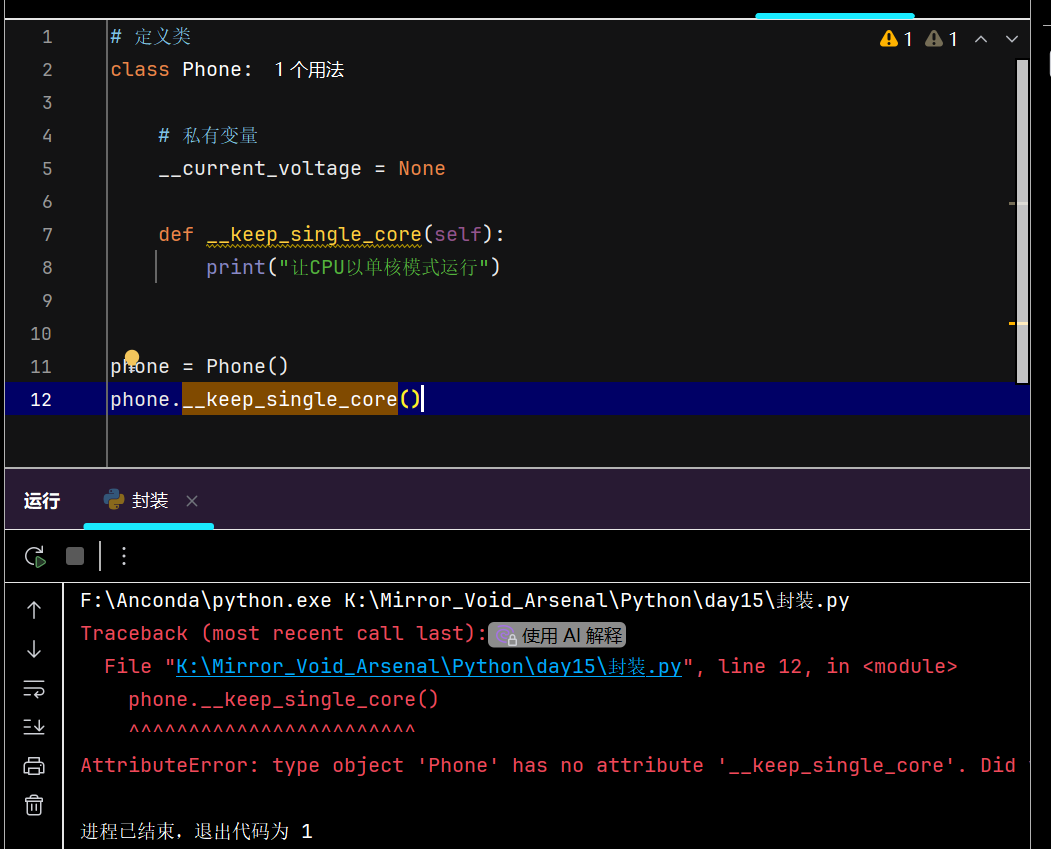 1 # 定义类
2 class Phone: 1 个用法
1 1
3
4 # 私有变量
5 __current_voltage = None
6
7 def __keep_single_core(self):
8 print("让CPU以单核模式运行")
9
10
11 phone = Phone()
12 phone.__keep_single_core()
运行 封装
F:\Anconda\python.exe K:\Mirror_Void_Arsenal\Python\day15\封装.py
Traceback (most recent call last): 使用 AI 解释
File "K:\Mirror_Void_Arsenal\Python\day15\封装.py", line 12, in <module>
phone.__keep_single_core()
^^^^^^^^^^^^^^^^^^^^^^^^
AttributeError: type object 'Phone' has no attribute '__keep_single_core'. Did
进程已结束，退出代码为 1